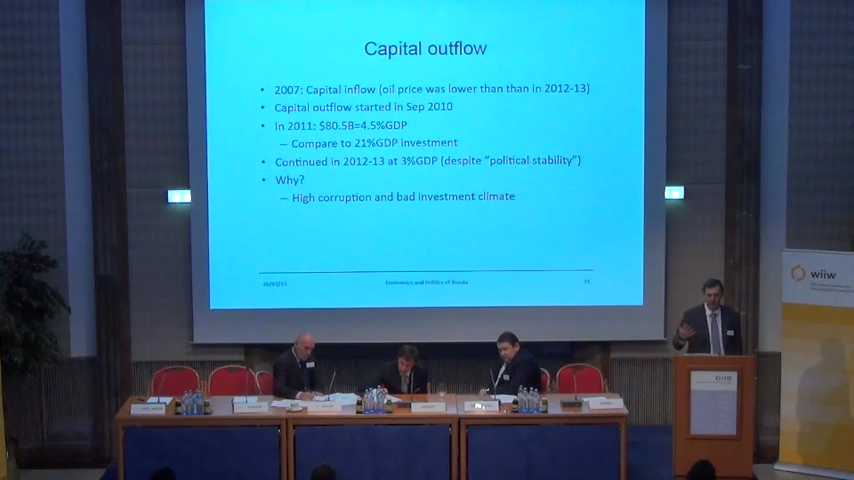 Capital outflow
• 2007: Capital inflow (oil price was lower than than in 2012-13)
• Capital outflow started in Sep 2010
• In 2011: $80.5B=4.5%GDP
– Compare to 21%GDP investment
• Continued in 2012-13 at 3%GDP (despite "political stability")
• Why?
– High corruption and bad investment climate
Economics and Politics of Russia
wiiw